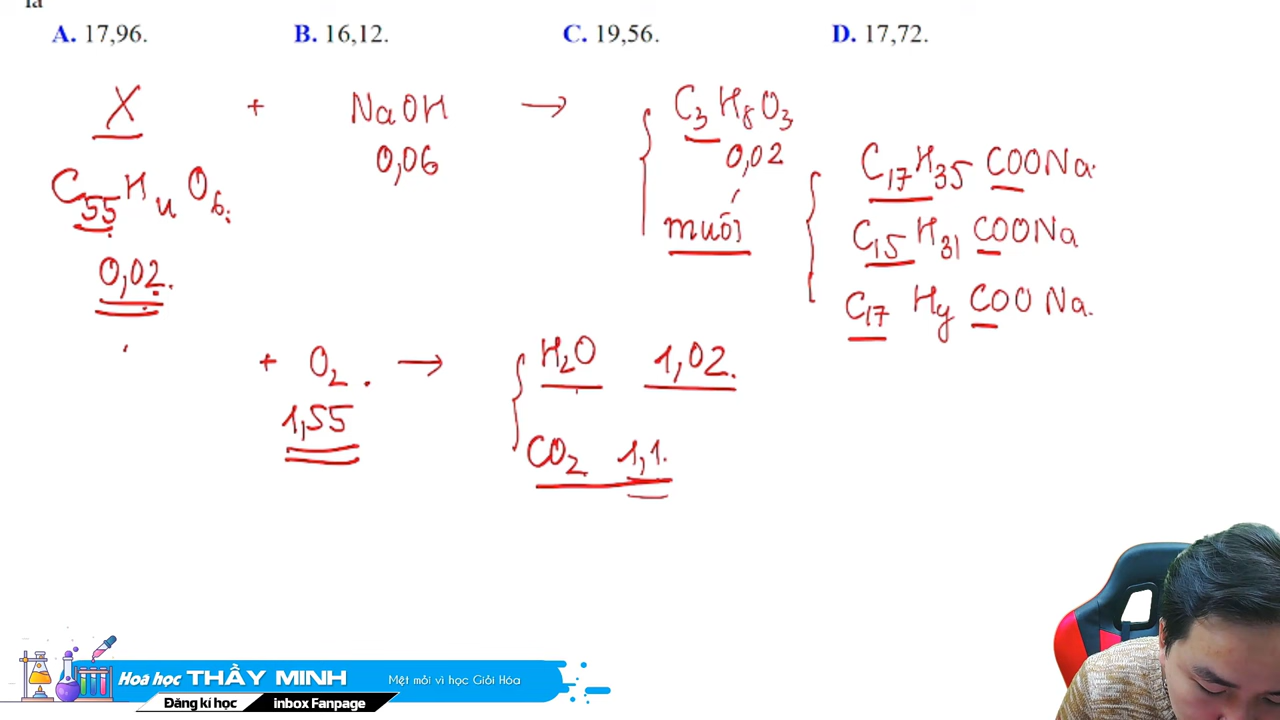 là
A. 17,96. B. 16,12. C. 19,56. D. 17,72.
X + NaOH → C3H8O3
0,06 0,02
C55HuO6.
0,02.
muối
C17H35COONa.
C15H31COONa
C17HyCOONa.
+ O2. → H2O 1,02.
1,55
CO2 1,1.
Hoá học THẦY MINH
Mệt mỏi vì học Giỏi Hóa
Đăng kí học inbox Fanpage